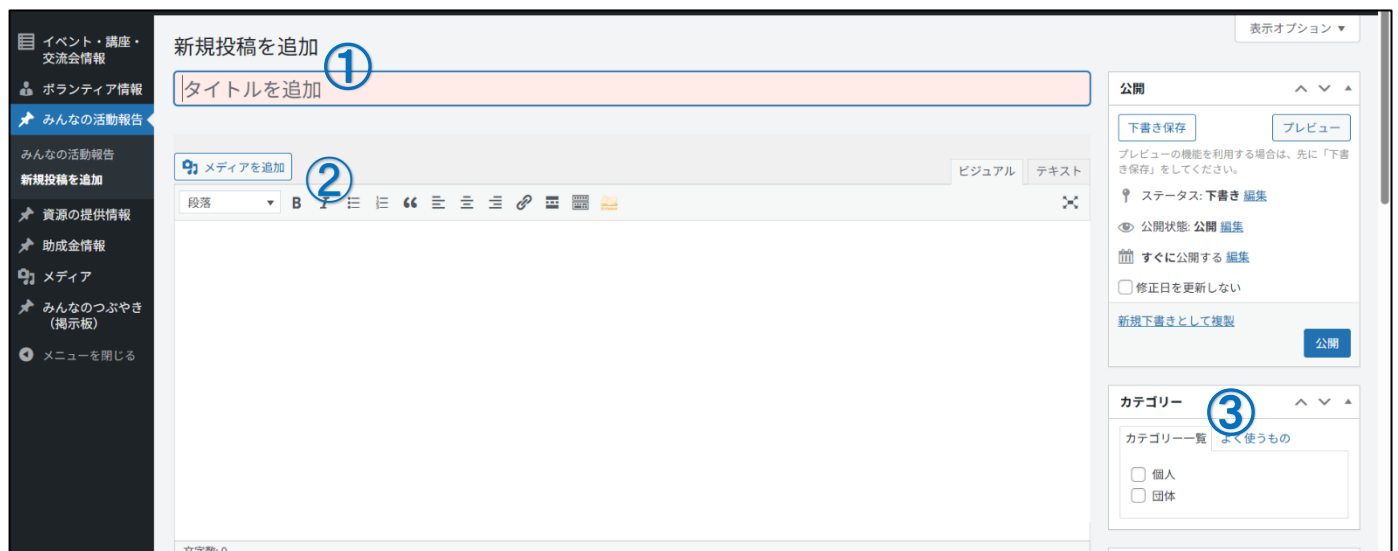 イベント・講座・
交流会情報
ボランティア情報
みんなの活動報告
みんなの活動報告
新規投稿を追加
資源の提供情報
助成金情報
メディア
みんなのつぶやき
(掲示板)
メニューを閉じる
表示オプション ▼
新規投稿を追加
①
タイトルを追加
メディアを追加
②
ビジュアル テキスト
段落 ▼ B I
文字数: 0
公開
下書き保存 プレビュー
プレビューの機能を利用する場合は、先に「下書
き保存」をしてください。
ステータス: 下書き 編集
公開状態: 公開 編集
すぐに公開する 編集
修正日を更新しない
新規下書きとして複製
公開
カテゴリー
③
カテゴリー一覧 よく使うもの
個人
団体